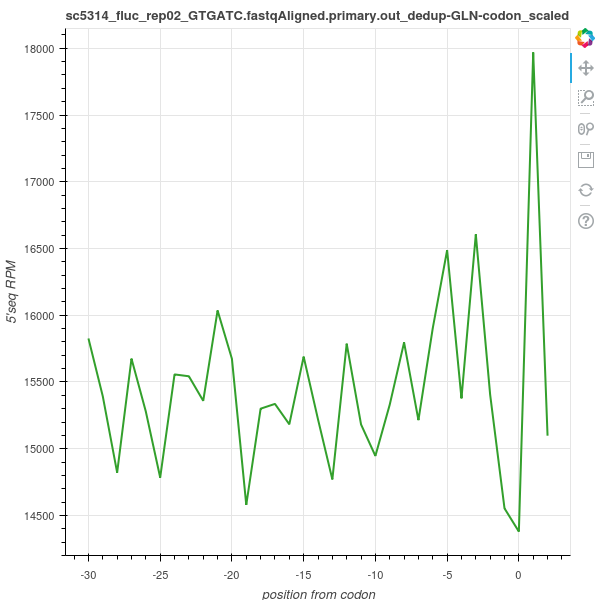 sc5314_fluc_rep02_GTGATC.fastqAligned.primary.out_dedup-GLN-codon_scaled
18000
17500
17000
16500
16000
15500
15000
14500
5'seq RPM
-30 -25 -20 -15 -10 -5 0
position from codon